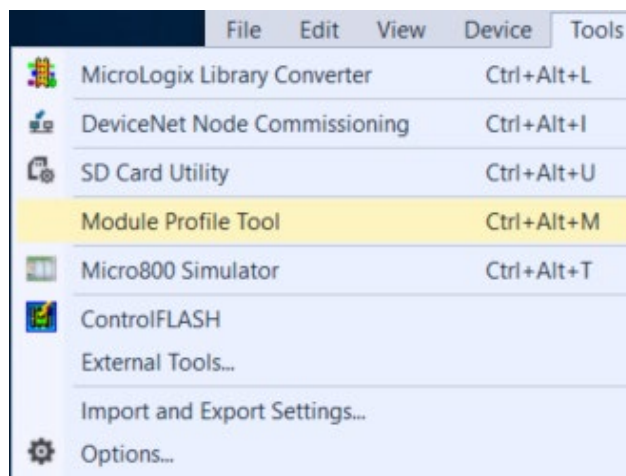 File Edit View Device Tools
MicroLogix Library Converter Ctrl+Alt+L
DeviceNet Node Commissioning Ctrl+Alt+I
SD Card Utility Ctrl+Alt+U
Module Profile Tool Ctrl+Alt+M
Micro800 Simulator Ctrl+Alt+T
ControlFLASH
External Tools...
Import and Export Settings...
Options...